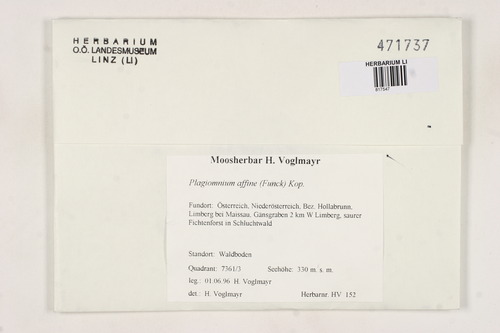 HERBARIUM
O.Ö. LANDESMUSEUM
LINZ (LI)
471737
HERBARIUM LI
917547
Moosherbar H. Voglmayr
Plagiomnium affine (Funck) Kop.
Fundort: Österreich, Niederösterreich, Bez. Hollabrunn,
Limberg bei Maissau. Gänsgraben 2 km W Limberg, saurer
Fichtenforst in Schluchtwald
Standort: Waldboden
Quadrant: 7361/3 Seehöhe: 330 m. s. m.
leg.: 01.06.96 H. Voglmayr
det.: H. Voglmayr Herbarnr. HV 152